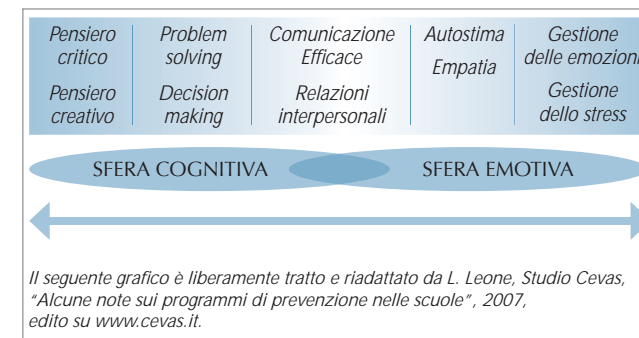 Pensiero
critico
Pensiero
creativo
Problem
solving
Decision
making
Comunicazione
Efficace
Relazioni
interpersonali
Autostima
Empatia
Gestione
delle emozioni
Gestione
dello stress
SFERA COGNITIVA
SFERA EMOTIVA
Il seguente grafico è liberamente tratto e riadattato da L. Leone, Studio Cevas,
"Alcune note sui programmi di prevenzione nelle scuole", 2007,
edito su www.cevas.it.